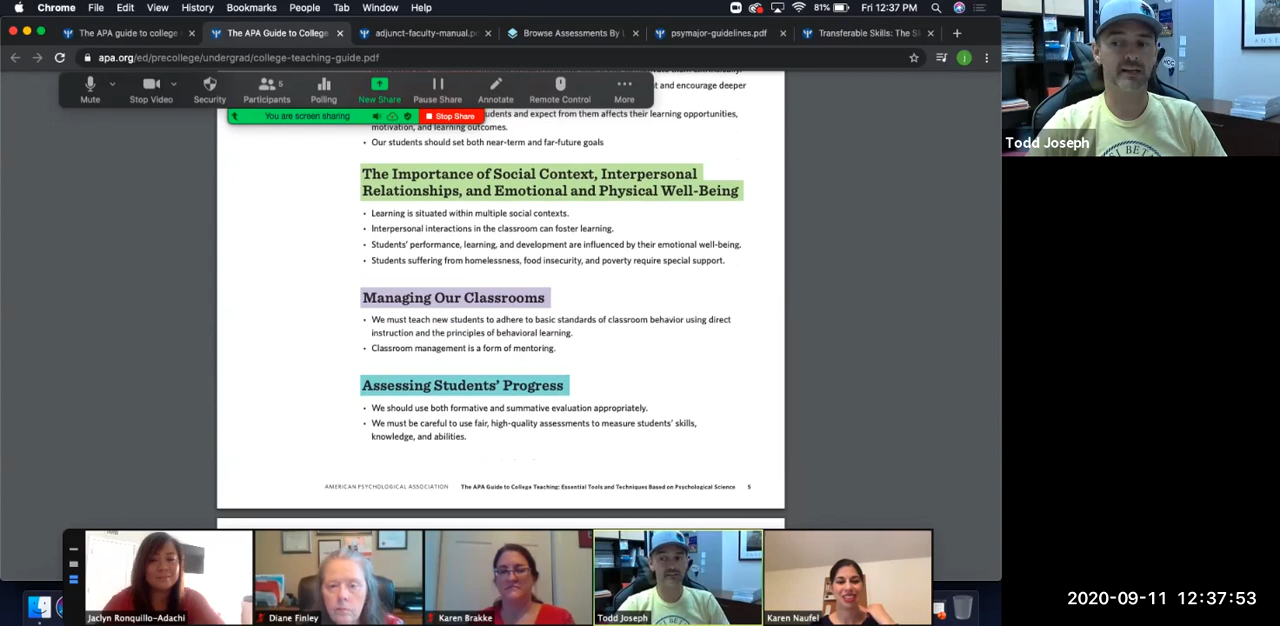 Chrome File Edit View History Bookmarks People Tab Window Help 81% Fri 12:37 PM
The APA guide to college The APA Guide to College adjunct-faculty-manual.p Browse Assessments By psymajor-guidelines.pdf Transferable Skills: The
apa.org/ed/precollege/undergrad/college-teaching-guide.pdf
Mute Stop Video Security Participants 5 Polling New Share Pause Share Annotate Remote Control More
You are screen sharing Stop Share
and encourage deeper
udents and expect from them affects their learning opportunities,
motivation, and learning outcomes.
• Our students should set both near-term and far-future goals
The Importance of Social Context, Interpersonal
Relationships, and Emotional and Physical Well-Being
• Learning is situated within multiple social contexts.
• Interpersonal interactions in the classroom can foster learning.
• Students' performance, learning, and development are influenced by their emotional well-being.
• Students suffering from homelessness, food insecurity, and poverty require special support.
Managing Our Classrooms
• We must teach new students to adhere to basic standards of classroom behavior using direct
instruction and the principles of behavioral learning.
• Classroom management is a form of mentoring.
Assessing Students' Progress
• We should use both formative and summative evaluation appropriately.
• We must be careful to use fair, high-quality assessments to measure students' skills,
knowledge, and abilities.
AMERICAN PSYCHOLOGICAL ASSOCIATION The APA Guide to College Teaching: Essential Tools and Techniques Based on Psychological Science 5
Todd Joseph
Jaclyn Ronquillo-Adachi Diane Finley Karen Brakke Todd Joseph Karen Naufel
2020-09-11 12:37:53